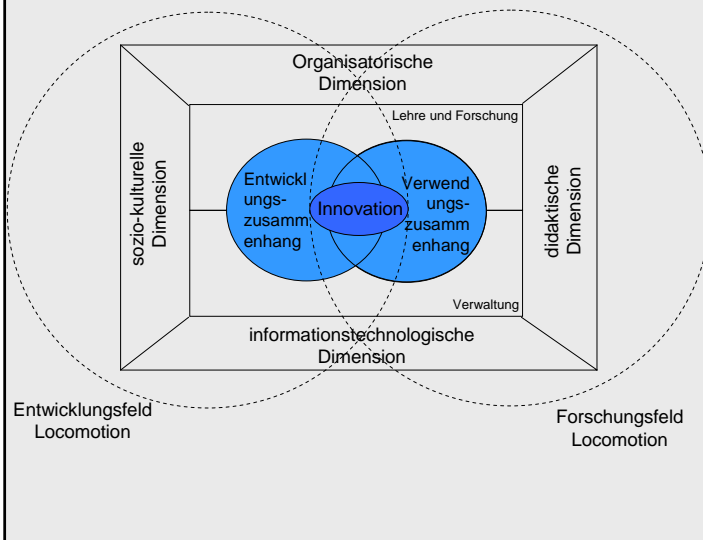 Organisatorische
Dimension
Lehre und Forschung
sozio-kulturelle
Dimension
Entwickl
ungs-
zusamm
enhang
Innovation
Verwend
ungs-
zusamm
enhang
didaktische
Dimension
Verwaltung
informationstechnologische
Dimension
Entwicklungsfeld
Locomotion
Forschungsfeld
Locomotion